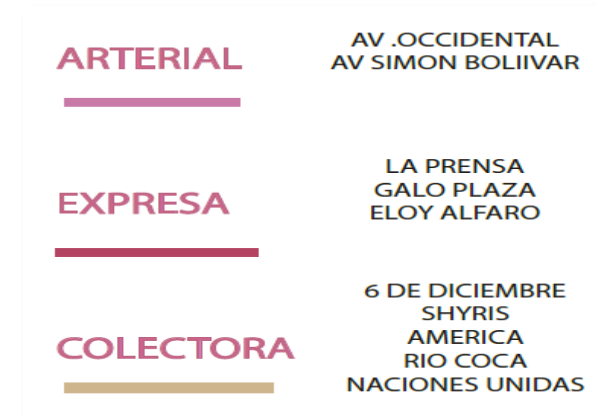 ARTERIAL
AV .OCCIDENTAL
AV SIMON BOLIIVAR
EXPRESA
LA PRENSA
GALO PLAZA
ELOY ALFARO
COLECTORA
6 DE DICIEMBRE
SHYRIS
AMERICA
RIO COCA
NACIONES UNIDAS